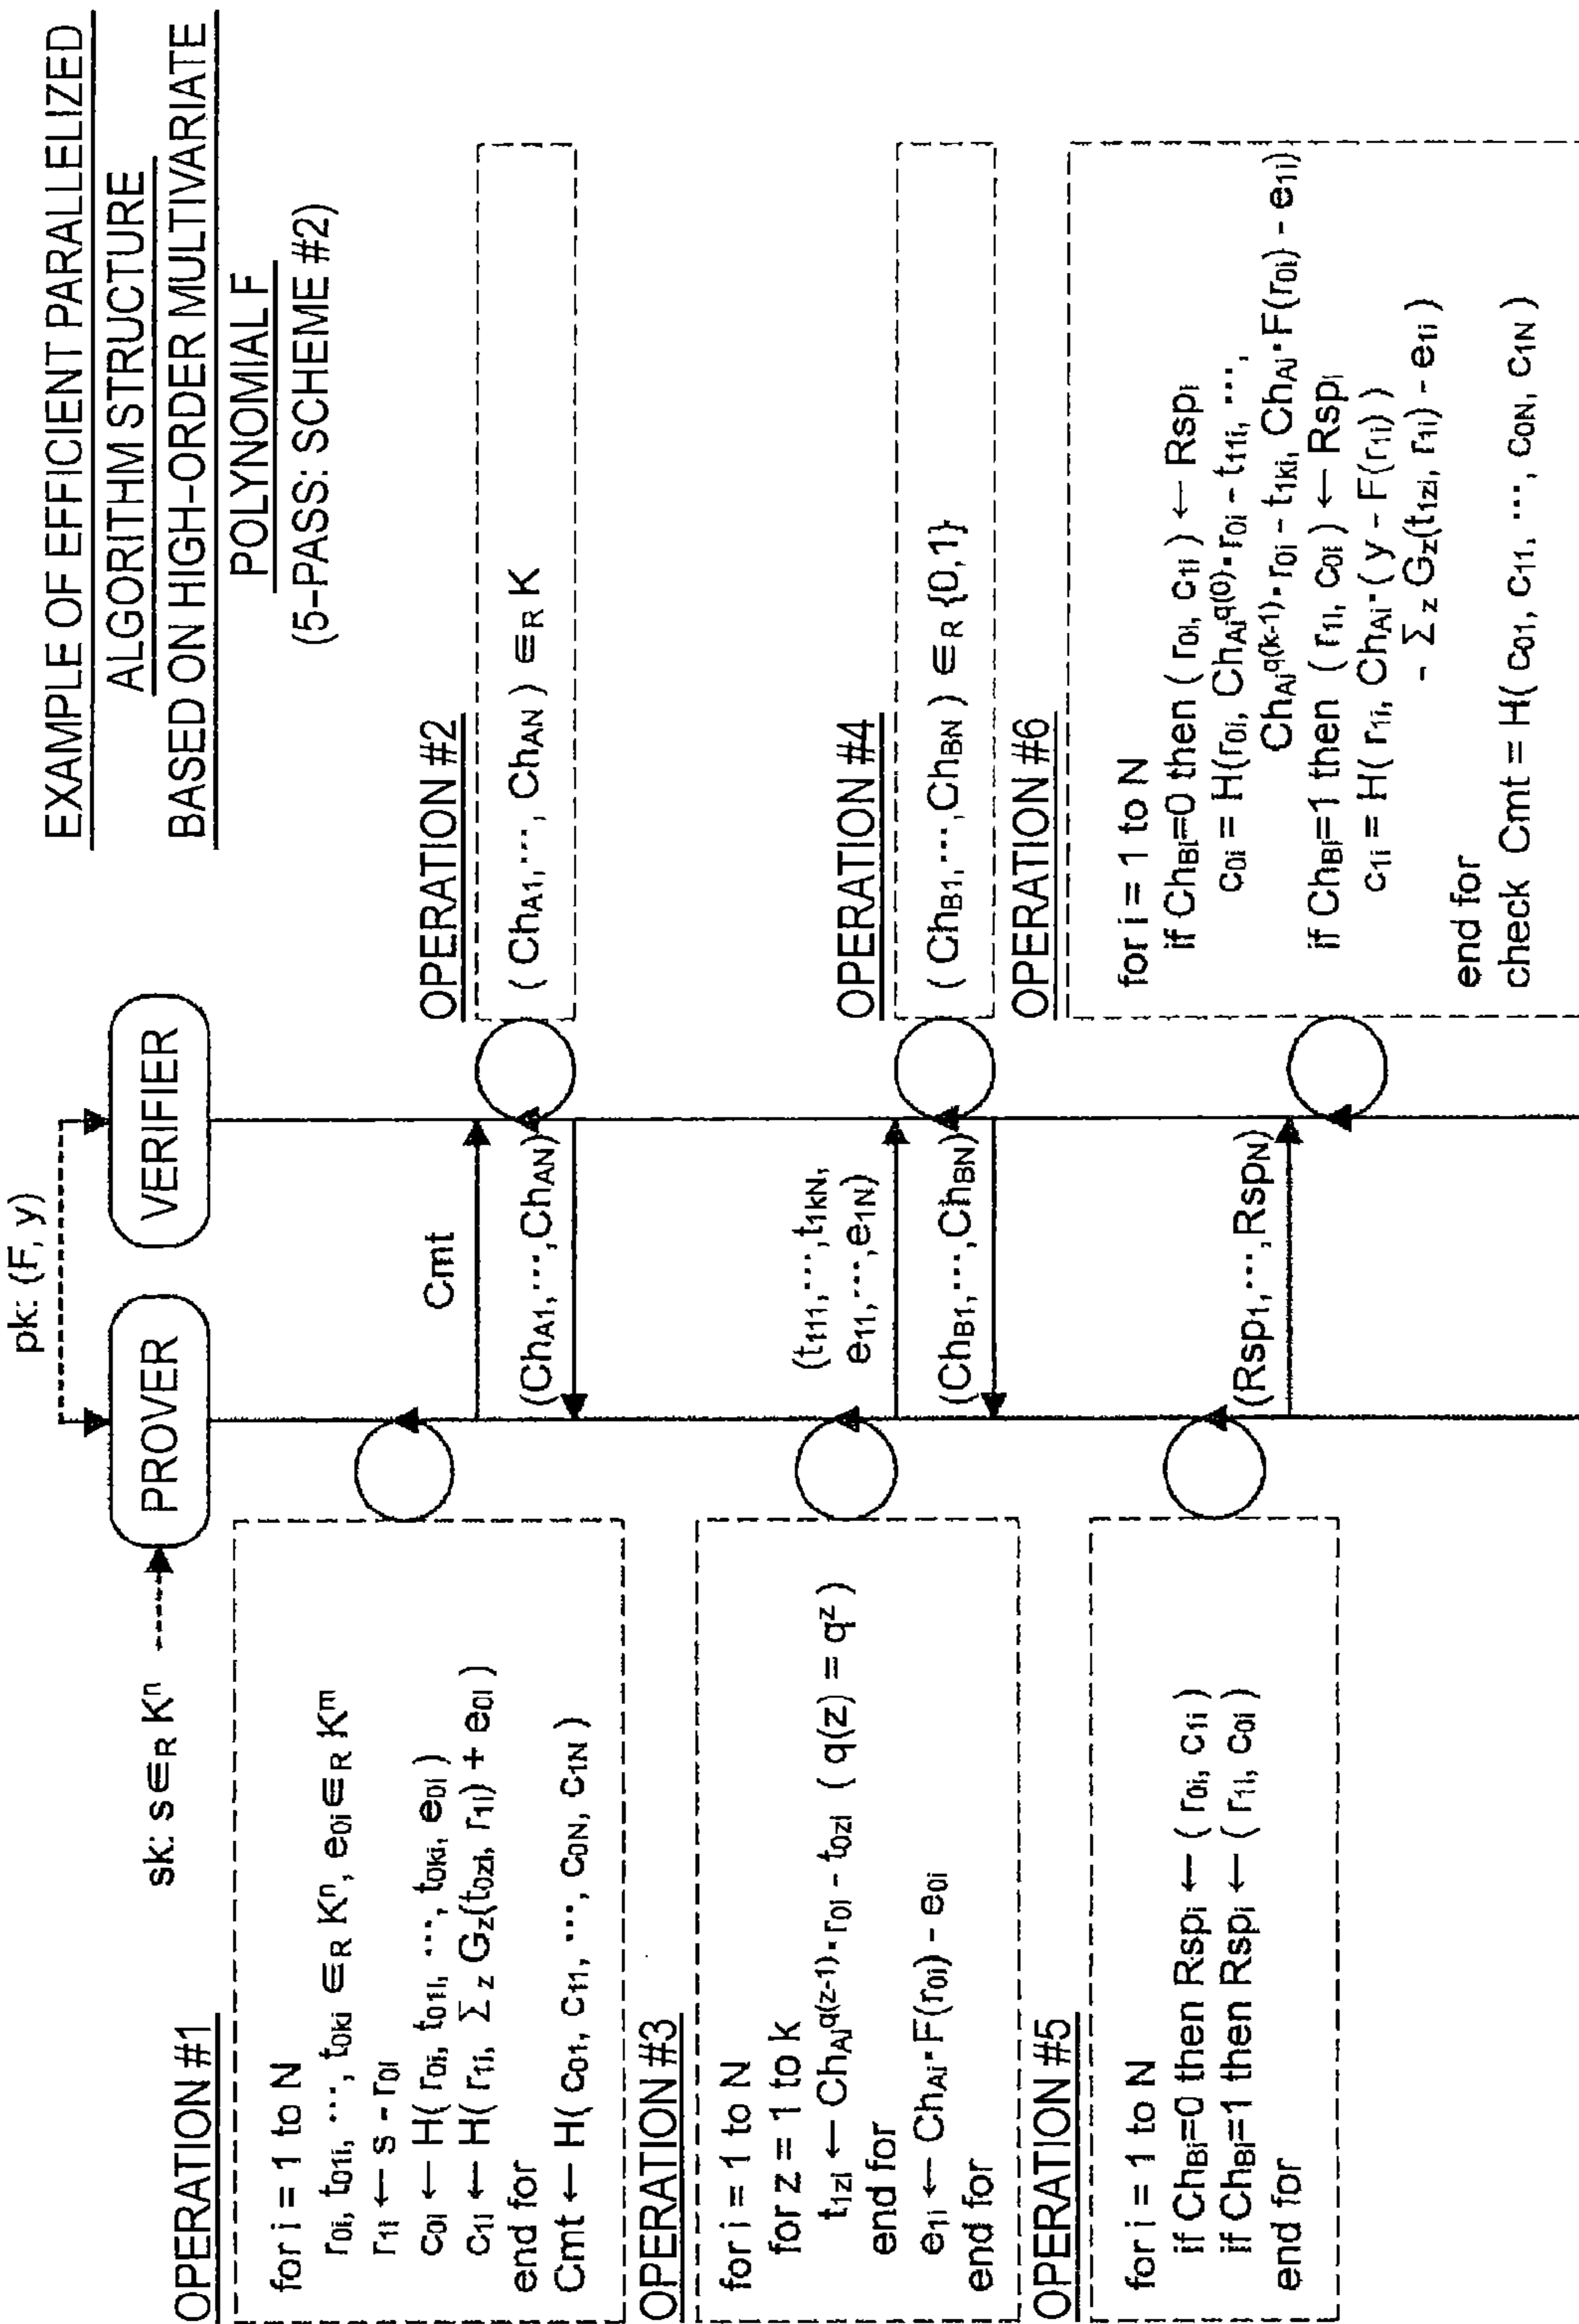 EXAMPLE OF EFFICIENT PARALLELIZED
ALGORITHM STRUCTURE
BASED ON HIGH-ORDER MULTIVARIATE
POLYNOMIAL F
(5-PASS: SCHEME #2)
pk: (F, y)
sk: s ∈R Kⁿ
PROVER
VERIFIER
OPERATION #1
for i = 1 to N
r0i, t01i, ···, t0ki ∈R Kⁿ, e0i ∈R Kᵐ
r1i ← s - r0i
c0i ← H( r0i, t01i, ···, t0ki, e0i )
c1i ← H( r1i, Σz Gz(t0zi, r1i) + e0i )
end for
Cmt ← H( c01, c11, ···, c0N, c1N )
Cmt
OPERATION #2
( ChA1, ···, ChAN ) ∈R K
(ChA1, ···, ChAN)
OPERATION #3
for i = 1 to N
for z = 1 to k
t1zi ← ChAi^q(z-1)·r0i - t0zi ( q(z) = q^z )
end for
e1i ← ChAi·F(r0i) - e0i
end for
(t111, ···, t1kN,
e11, ···, e1N)
OPERATION #4
( ChB1, ···, ChBN ) ∈R {0, 1}
(ChB1, ···, ChBN)
OPERATION #5
for i = 1 to N
if ChBi=0 then Rspi ← ( r0i, c1i )
if ChBi=1 then Rspi ← ( r1i, c0i )
end for
(Rsp1, ···, RspN)
OPERATION #6
for i = 1 to N
if ChBi=0 then ( r0i, c1i ) ← Rspi
c0i = H(r0i, ChAi^q(0)·r0i - t11i, ···,
ChAi^q(k-1)·r0i - t1ki, ChAi·F(r0i) - e1i)
if ChBi=1 then ( r1i, c0i ) ← Rspi
c1i = H( r1i, ChAi·( y - F(r1i) )
- Σz Gz(t1zi, r1i) - e1i )
end for
check Cmt = H( c01, c11, ···, c0N, c1N )